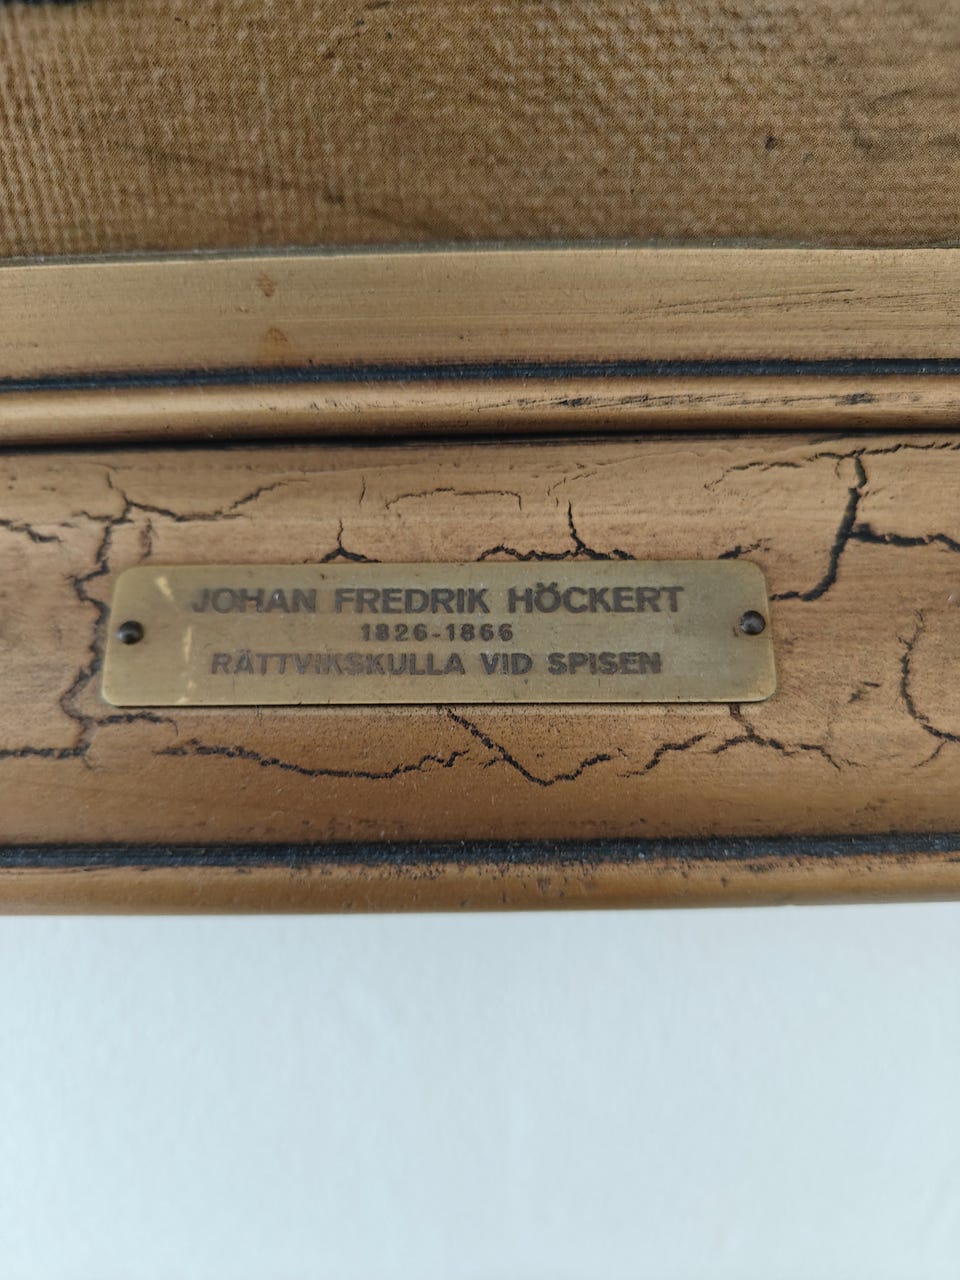 JOHAN FREDRIK HÖCKERT
1826-1866
RÄTTVIKSKULLA VID SPISEN